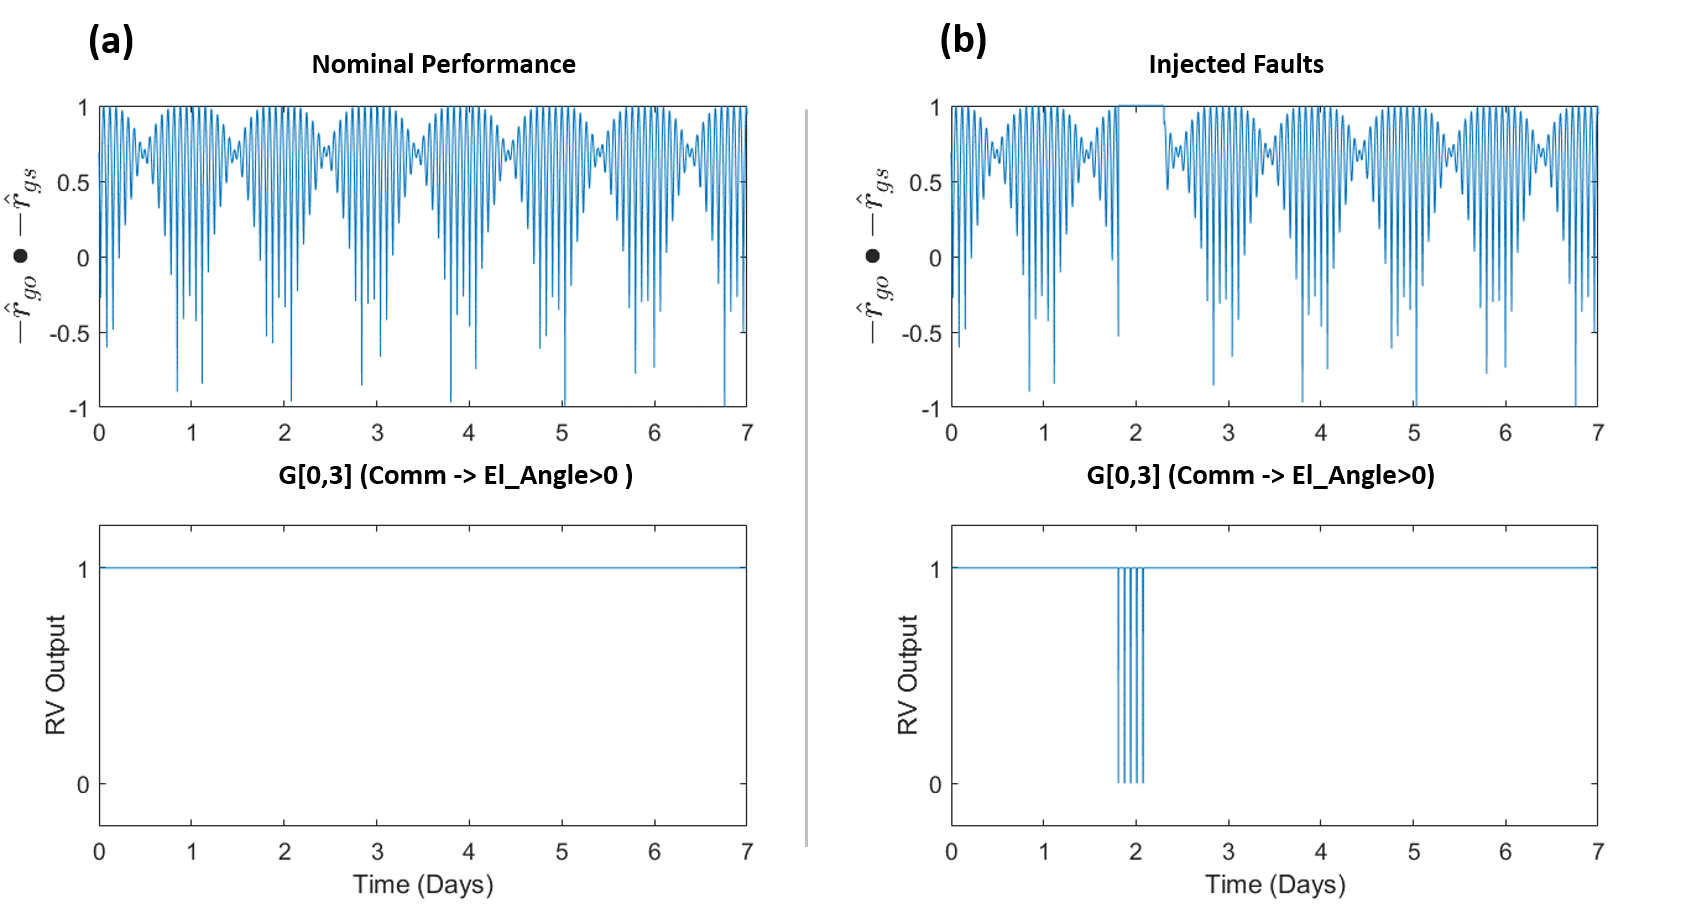 (a)
Nominal Performance
1
0.5
0
-0.5
-1
−r̂go ● −r̂gs
0 1 2 3 4 5 6 7
G[0,3] (Comm -> El_Angle>0 )
1
0
RV Output
0 1 2 3 4 5 6 7
Time (Days)
(b)
Injected Faults
1
0.5
0
-0.5
-1
−r̂go ● −r̂gs
0 1 2 3 4 5 6 7
G[0,3] (Comm -> El_Angle>0)
1
0
RV Output
0 1 2 3 4 5 6 7
Time (Days)